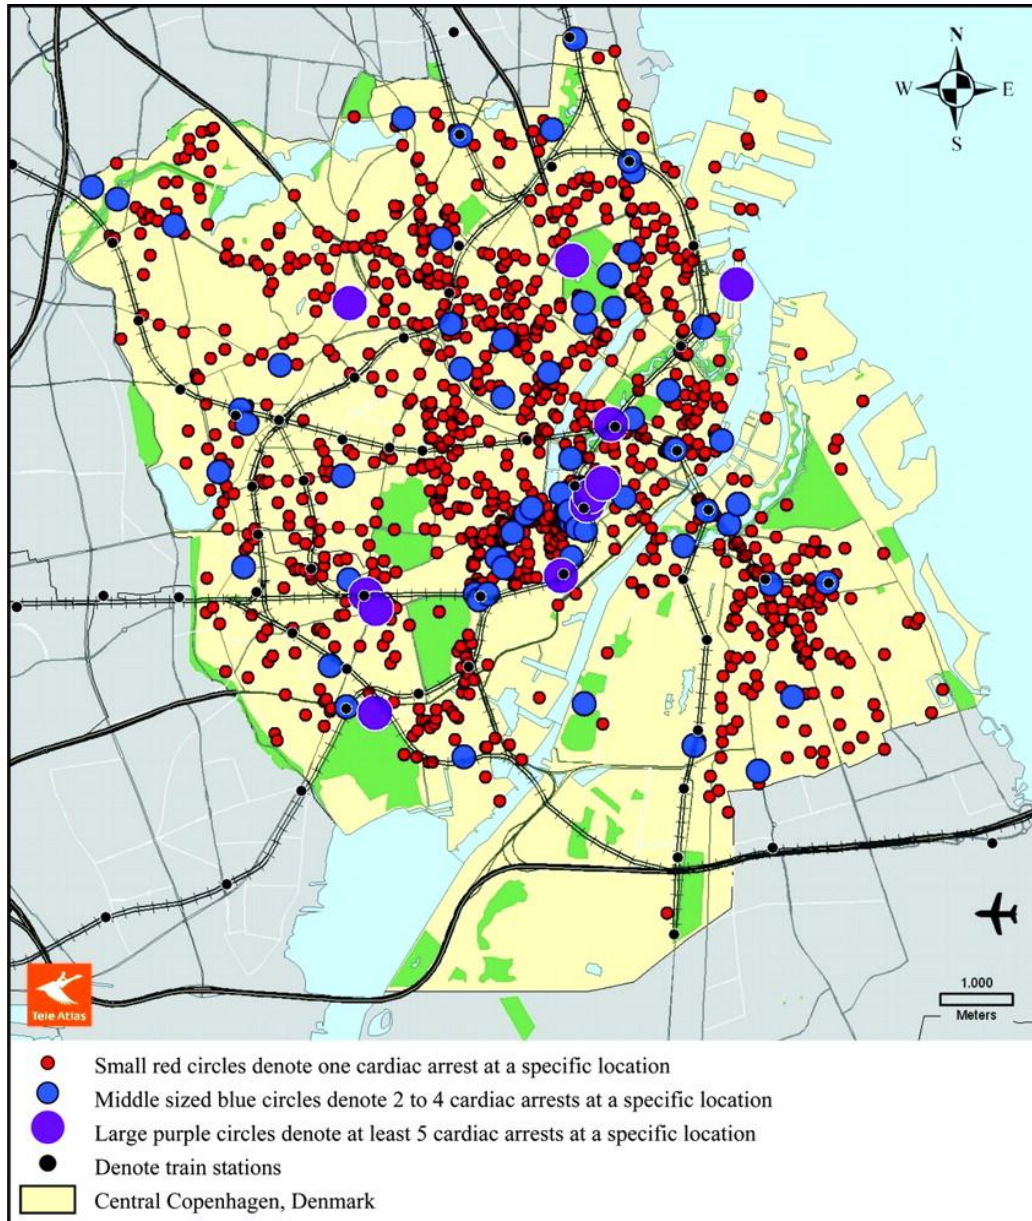 N
W E
S
Tele Atlas
1.000
Meters
Small red circles denote one cardiac arrest at a specific location
Middle sized blue circles denote 2 to 4 cardiac arrests at a specific location
Large purple circles denote at least 5 cardiac arrests at a specific location
Denote train stations
Central Copenhagen, Denmark